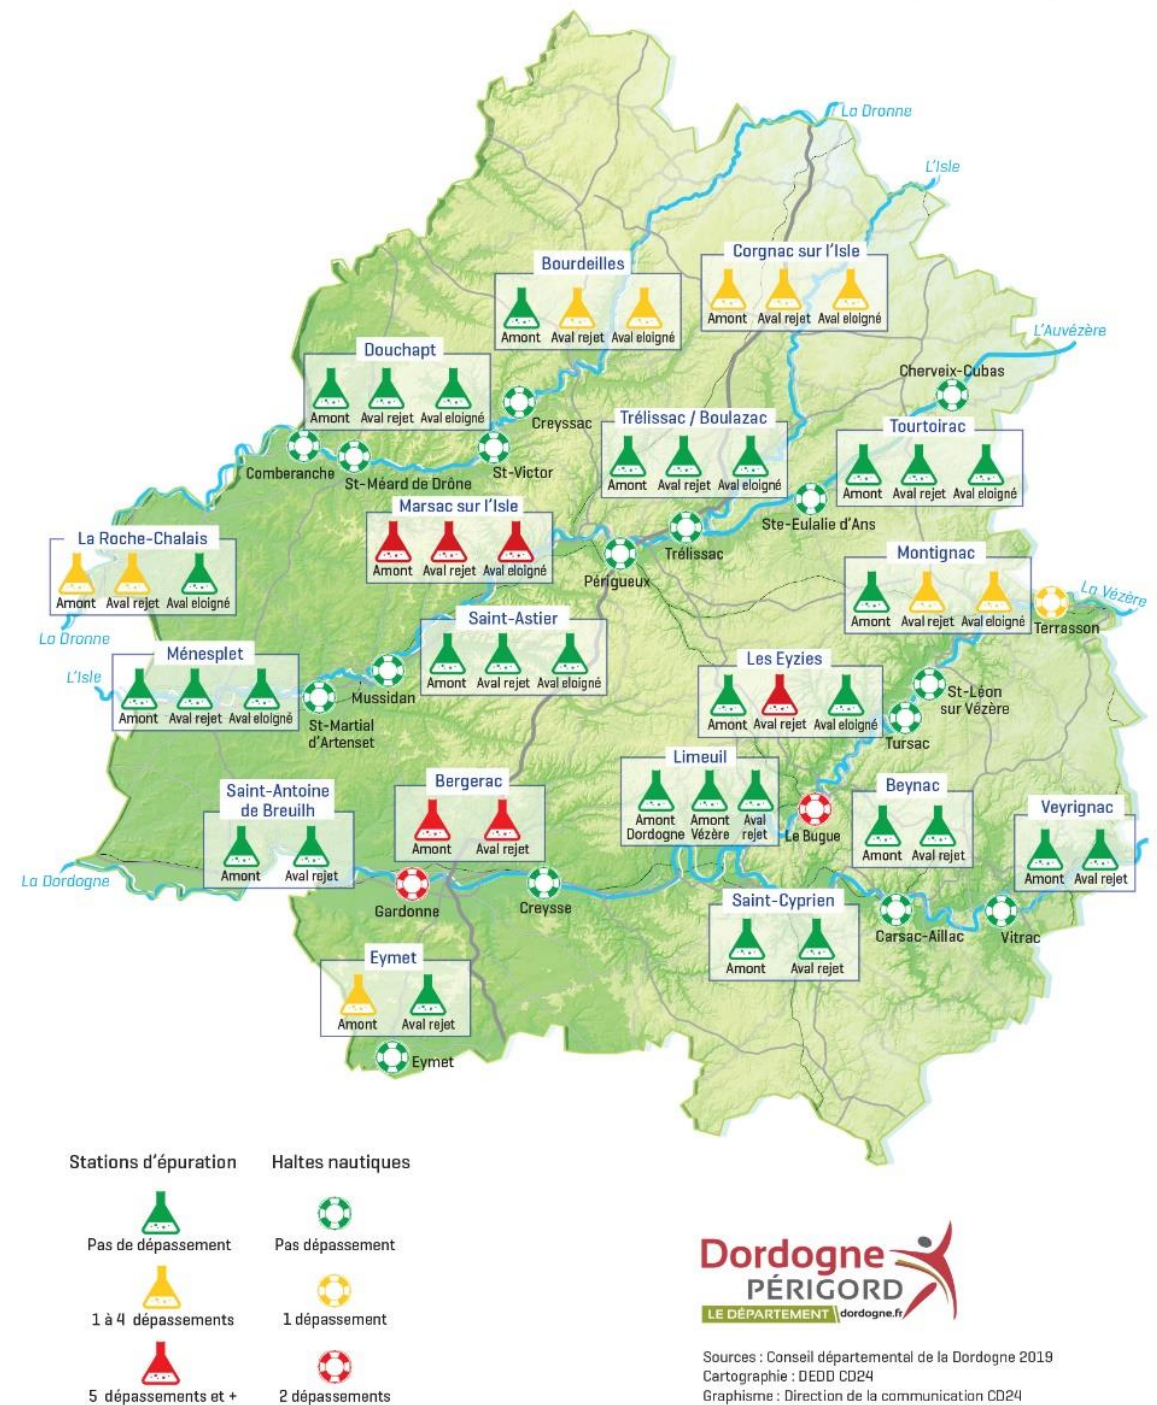 La Dronne
L'Isle
Corgnac sur l'Isle
Amont Aval rejet Aval eloigné
Bourdeilles
Amont Aval rejet Aval eloigné
L'Auvézère
Douchapt
Amont Aval rejet Aval eloigné
Cherveix-Cubas
Creyssac
Trélissac / Boulazac
Amont Aval rejet Aval eloigné
Tourtoirac
Amont Aval rejet Aval eloigné
Comberanche
St-Méard de Drône
St-Victor
Marsac sur l'Isle
Amont Aval rejet Aval eloigné
Ste-Eulalie d'Ans
Trélissac
Périgueux
La Roche-Chalais
Amont Aval rejet Aval eloigné
La Dronne
Montignac
Amont Aval rejet Aval eloigné
La Vézère
Terrasson
Saint-Astier
Amont Aval rejet Aval eloigné
Ménesplet
Amont Aval rejet Aval eloigné
L'Isle
Mussidan
St-Martial
d'Artenset
Les Eyzies
Amont Aval rejet Aval eloigné
St-Léon
sur Vézère
Tursac
Limeuil
Amont Amont Aval
Dordogne Vézère rejet
Le Bugue
Bergerac
Amont Aval rejet
Saint-Antoine
de Breuilh
Amont Aval rejet
Beynac
Amont Aval rejet
Veyrignac
Amont Aval rejet
La Dordogne
Gardonne
Creysse
Saint-Cyprien
Amont Aval rejet
Carsac-Aillac
Vitrac
Eymet
Amont Aval rejet
Eymet
Stations d'épuration Haltes nautiques
Pas de dépassement Pas dépassement
1 à 4 dépassements 1 dépassement
5 dépassements et + 2 dépassements
Dordogne
PÉRIGORD
LE DÉPARTEMENT dordogne.fr
Sources : Conseil départemental de la Dordogne 2019
Cartographie : DEDD CD24
Graphisme : Direction de la communication CD24